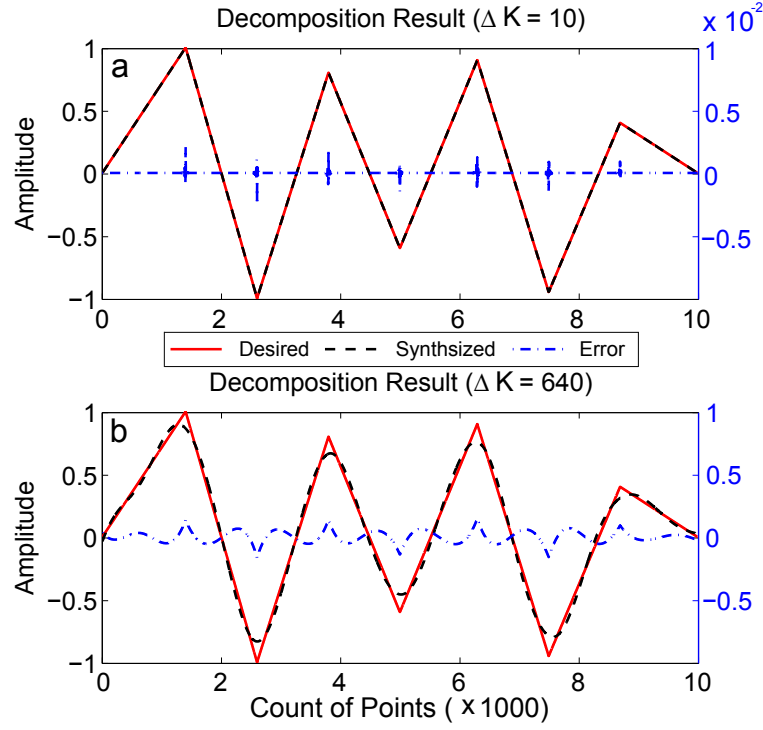 Decomposition Result (Δ K = 10)
x 10-2
a
Amplitude
1
0.5
0
−0.5
−1
1
0.5
0
−0.5
0 2 4 6 8 10
Desired Synthsized Error
Decomposition Result (Δ K = 640)
b
Amplitude
1
0.5
0
−0.5
−1
1
0.5
0
−0.5
0 2 4 6 8 10
Count of Points ( x 1000)